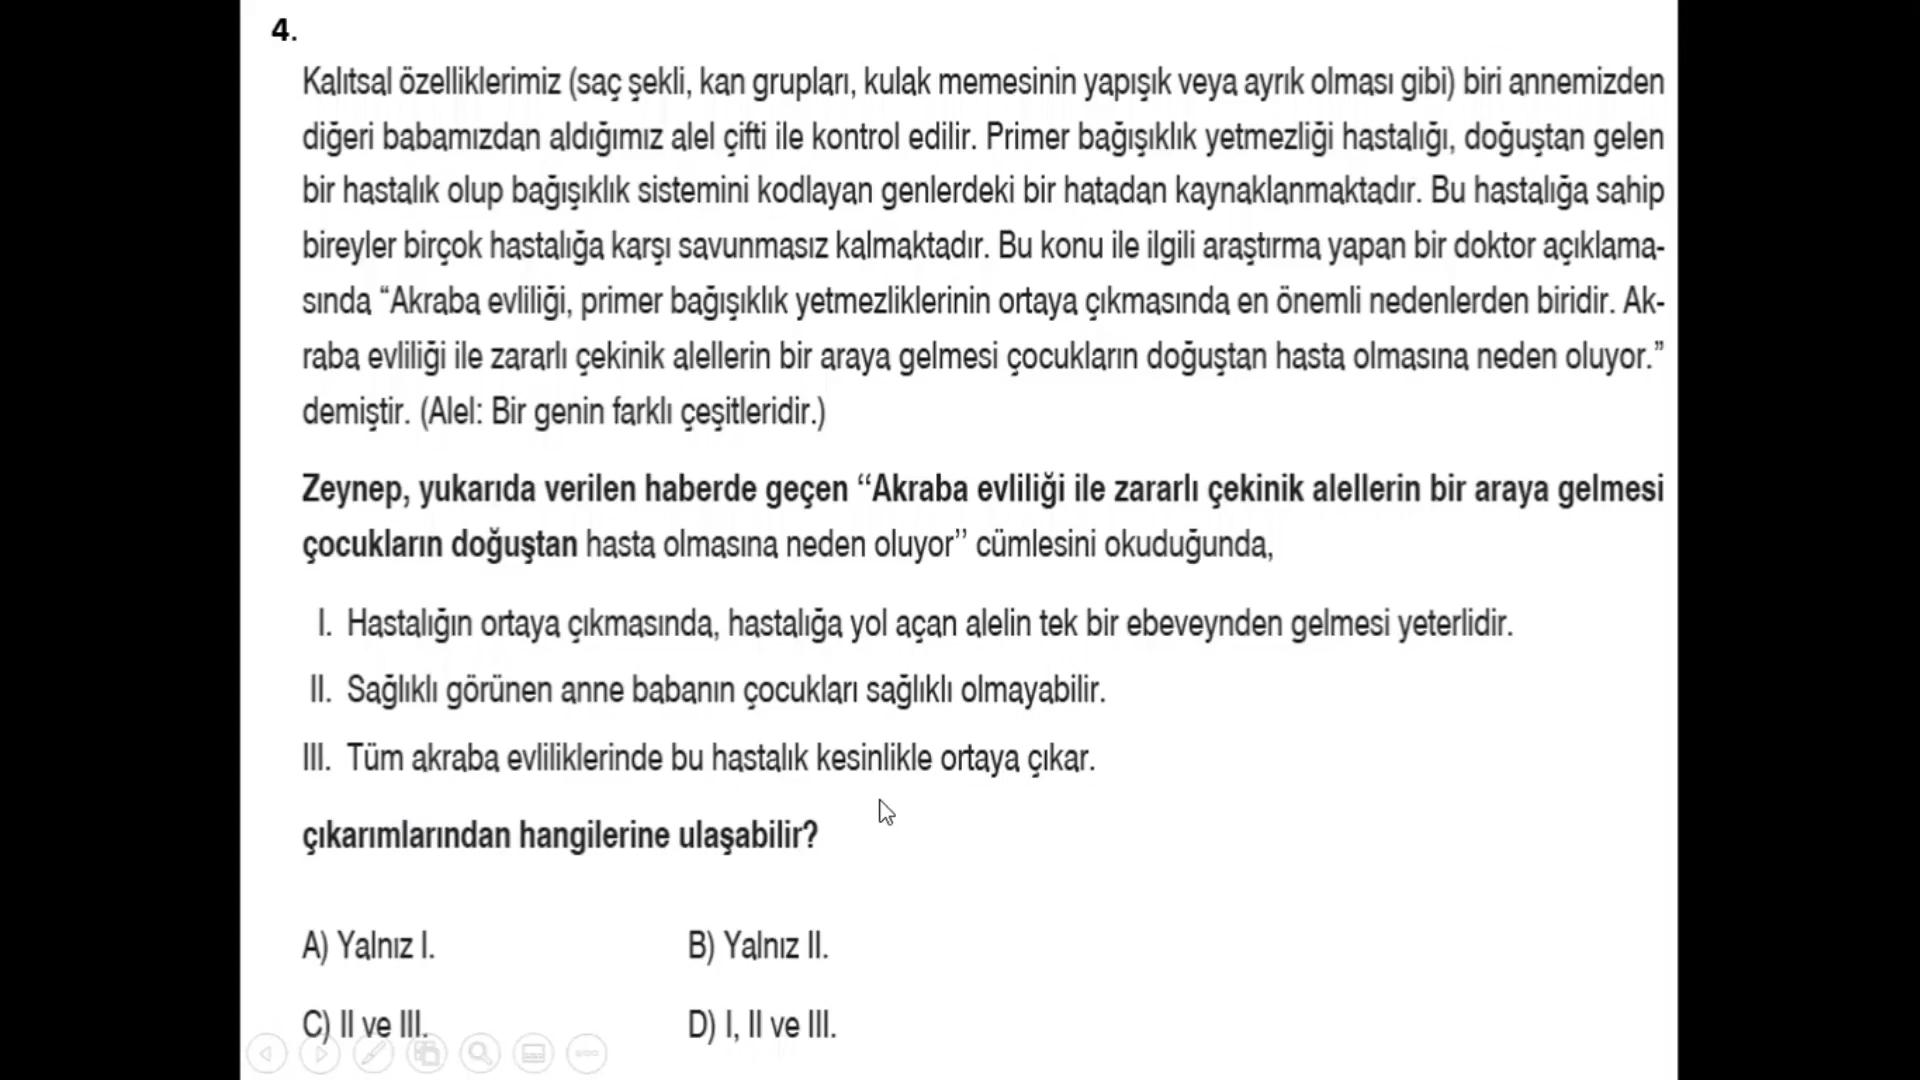 4.
Kalıtsal özelliklerimiz (saç şekli, kan grupları, kulak memesinin yapışık veya ayrık olması gibi) biri annemizden
diğeri babamızdan aldığımız alel çifti ile kontrol edilir. Primer bağışıklık yetmezliği hastalığı, doğuştan gelen
bir hastalık olup bağışıklık sistemini kodlayan genlerdeki bir hatadan kaynaklanmaktadır. Bu hastalığa sahip
bireyler birçok hastalığa karşı savunmasız kalmaktadır. Bu konu ile ilgili araştırma yapan bir doktor açıklama-
sında “Akraba evliliği, primer bağışıklık yetmezliklerinin ortaya çıkmasında en önemli nedenlerden biridir. Ak-
raba evliliği ile zararlı çekinik alellerin bir araya gelmesi çocukların doğuştan hasta olmasına neden oluyor.”
demiştir. (Alel: Bir genin farklı çeşitleridir.)
Zeynep, yukarıda verilen haberde geçen “Akraba evliliği ile zararlı çekinik alellerin bir araya gelmesi
çocukların doğuştan hasta olmasına neden oluyor” cümlesini okuduğunda,
I. Hastalığın ortaya çıkmasında, hastalığa yol açan alelin tek bir ebeveynden gelmesi yeterlidir.
II. Sağlıklı görünen anne babanın çocukları sağlıklı olmayabilir.
III. Tüm akraba evliliklerinde bu hastalık kesinlikle ortaya çıkar.
çıkarımlarından hangilerine ulaşabilir?
A) Yalnız I. B) Yalnız II.
C) II ve III. D) I, II ve III.